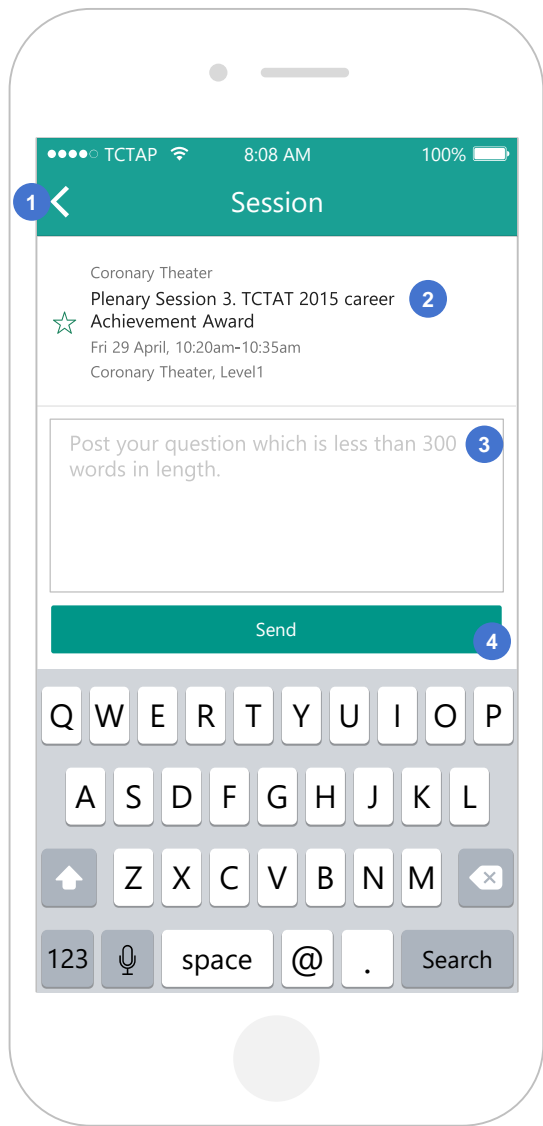 TCTAP 8:08 AM 100%
1 Session
Coronary Theater
Plenary Session 3. TCTAT 2015 career 2
Achievement Award
Fri 29 April, 10:20am-10:35am
Coronary Theater, Level1
Post your question which is less than 300 3
words in length.
Send
4
Q W E R T Y U I O P
A S D F G H J K L
Z X C V B N M
123 space @ . Search